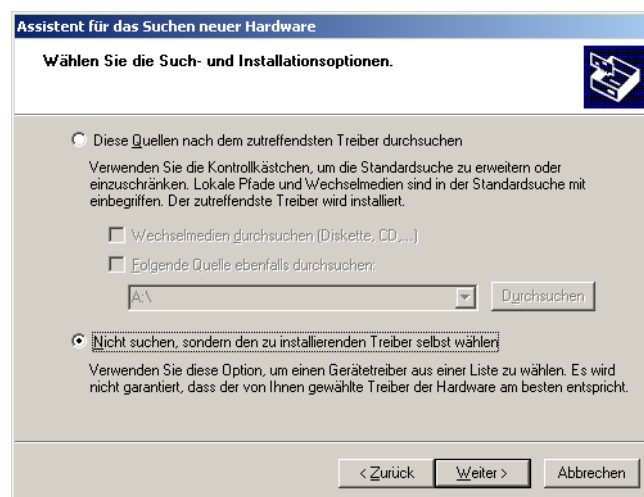 Assistent für das Suchen neuer Hardware
Wählen Sie die Such- und Installationsoptionen.
Diese Quellen nach dem zutreffendsten Treiber durchsuchen
Verwenden Sie die Kontrollkästchen, um die Standardsuche zu erweitern oder
einzuschränken. Lokale Pfade und Wechselmedien sind in der Standardsuche mit
einbegriffen. Der zutreffendste Treiber wird installiert.
Wechselmedien durchsuchen (Diskette, CD,...)
Folgende Quelle ebenfalls durchsuchen:
A:\
Durchsuchen
Nicht suchen, sondern den zu installierenden Treiber selbst wählen
Verwenden Sie diese Option, um einen Gerätetreiber aus einer Liste zu wählen. Es wird
nicht garantiert, dass der von Ihnen gewählte Treiber der Hardware am besten entspricht.
< Zurück Weiter > Abbrechen